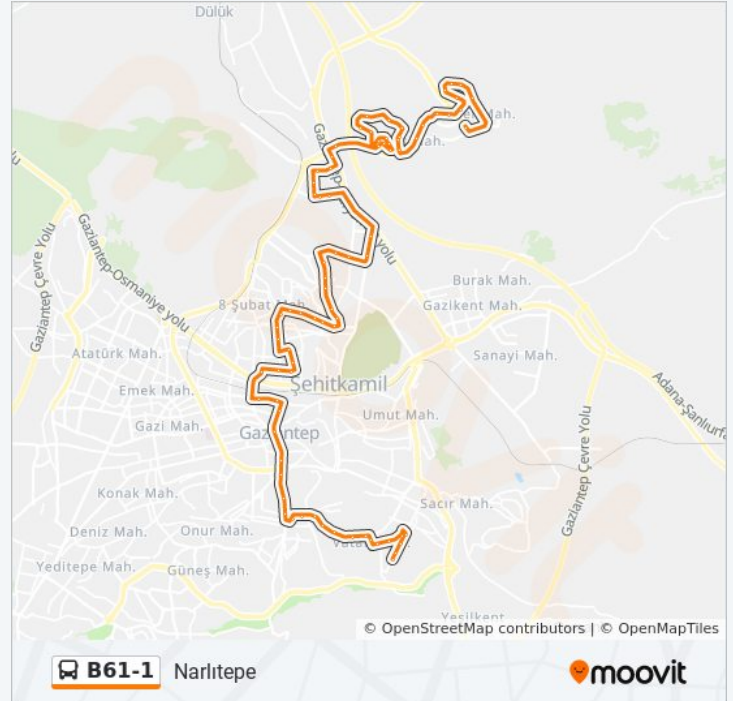 Dülük
Mah.
Mah.
yolu
Burak Mah.
Gazikent Mah.
8 Şubat Mah.
Gaziantep Çevre Yolu
Gaziantep-Osmaniye yolu
Sanayi Mah.
Atatürk Mah.
Şehitkamil
Emek Mah.
Adana-Şanlıurfa
Umut Mah.
Gazi Mah.
Gaziantep
Gaziantep Çevre Yolu
Konak Mah.
Sacır Mah.
Deniz Mah.
Onur Mah.
Yeditepe Mah.
Güneş Mah.
Yeşilkent
© OpenStreetMap contributors | © OpenMapTiles
B61-1 Narlıtepe moovit